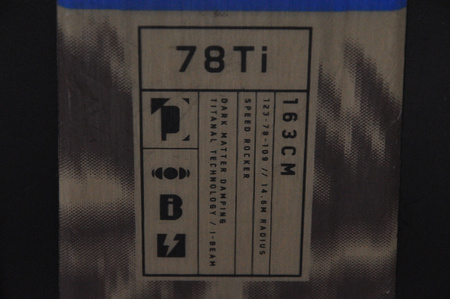 78Ti
163CM
123-78-109 // 14.6M RADIUS
SPEED ROCKER
DARK MATTER DAMPING
TITANAL TECHNOLOGY / I-BEAM
P
B